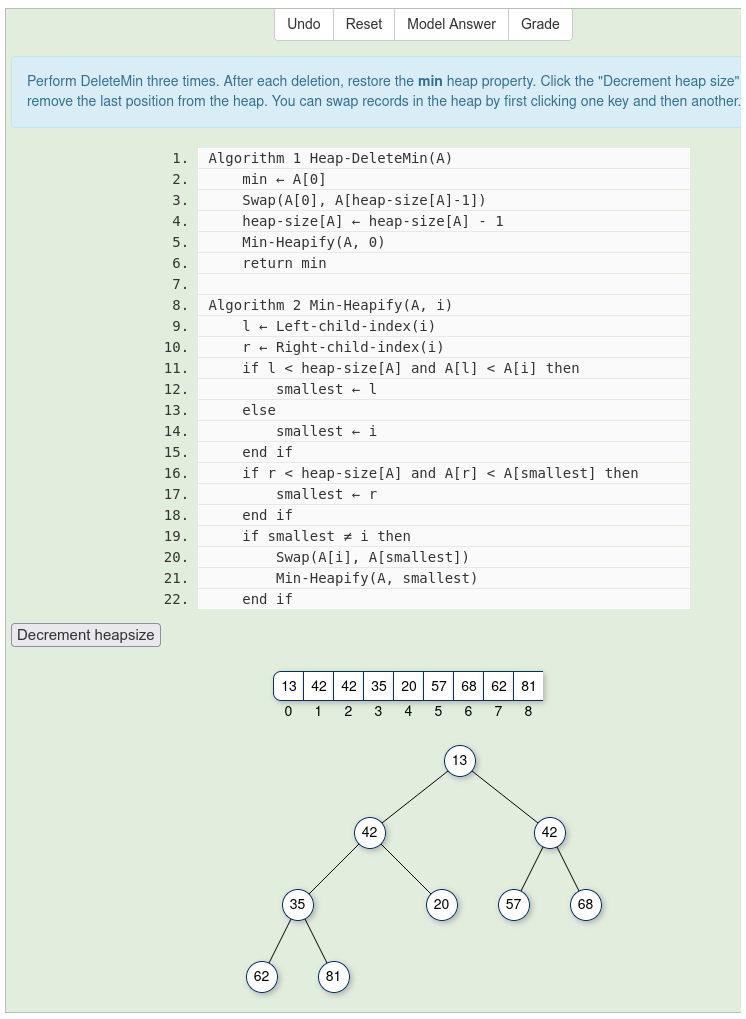 Undo Reset Model Answer Grade
Perform DeleteMin three times. After each deletion, restore the min heap property. Click the "Decrement heap size"
remove the last position from the heap. You can swap records in the heap by first clicking one key and then another.
1. Algorithm 1 Heap-DeleteMin(A)
2. min ← A[0]
3. Swap(A[0], A[heap-size[A]-1])
4. heap-size[A] ← heap-size[A] - 1
5. Min-Heapify(A, 0)
6. return min
7.
8. Algorithm 2 Min-Heapify(A, i)
9. l ← Left-child-index(i)
10. r ← Right-child-index(i)
11. if l < heap-size[A] and A[l] < A[i] then
12. smallest ← l
13. else
14. smallest ← i
15. end if
16. if r < heap-size[A] and A[r] < A[smallest] then
17. smallest ← r
18. end if
19. if smallest ≠ i then
20. Swap(A[i], A[smallest])
21. Min-Heapify(A, smallest)
22. end if
Decrement heapsize
13 42 42 35 20 57 68 62 81
0 1 2 3 4 5 6 7 8
13
42 42
35 20 57 68
62 81